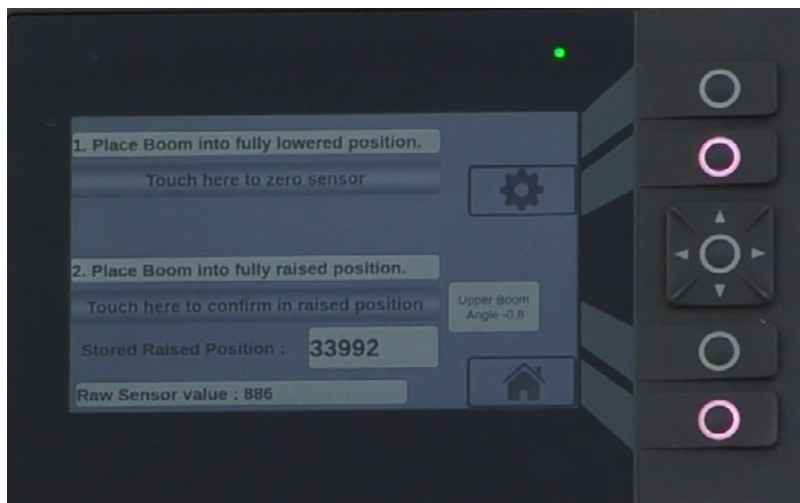 1. Place Boom into fully lowered position.
Touch here to zero sensor
2. Place Boom into fully raised position.
Touch here to confirm in raised position
Upper Boom
Angle -0.8
Stored Raised Position :
33992
Raw Sensor value : 886